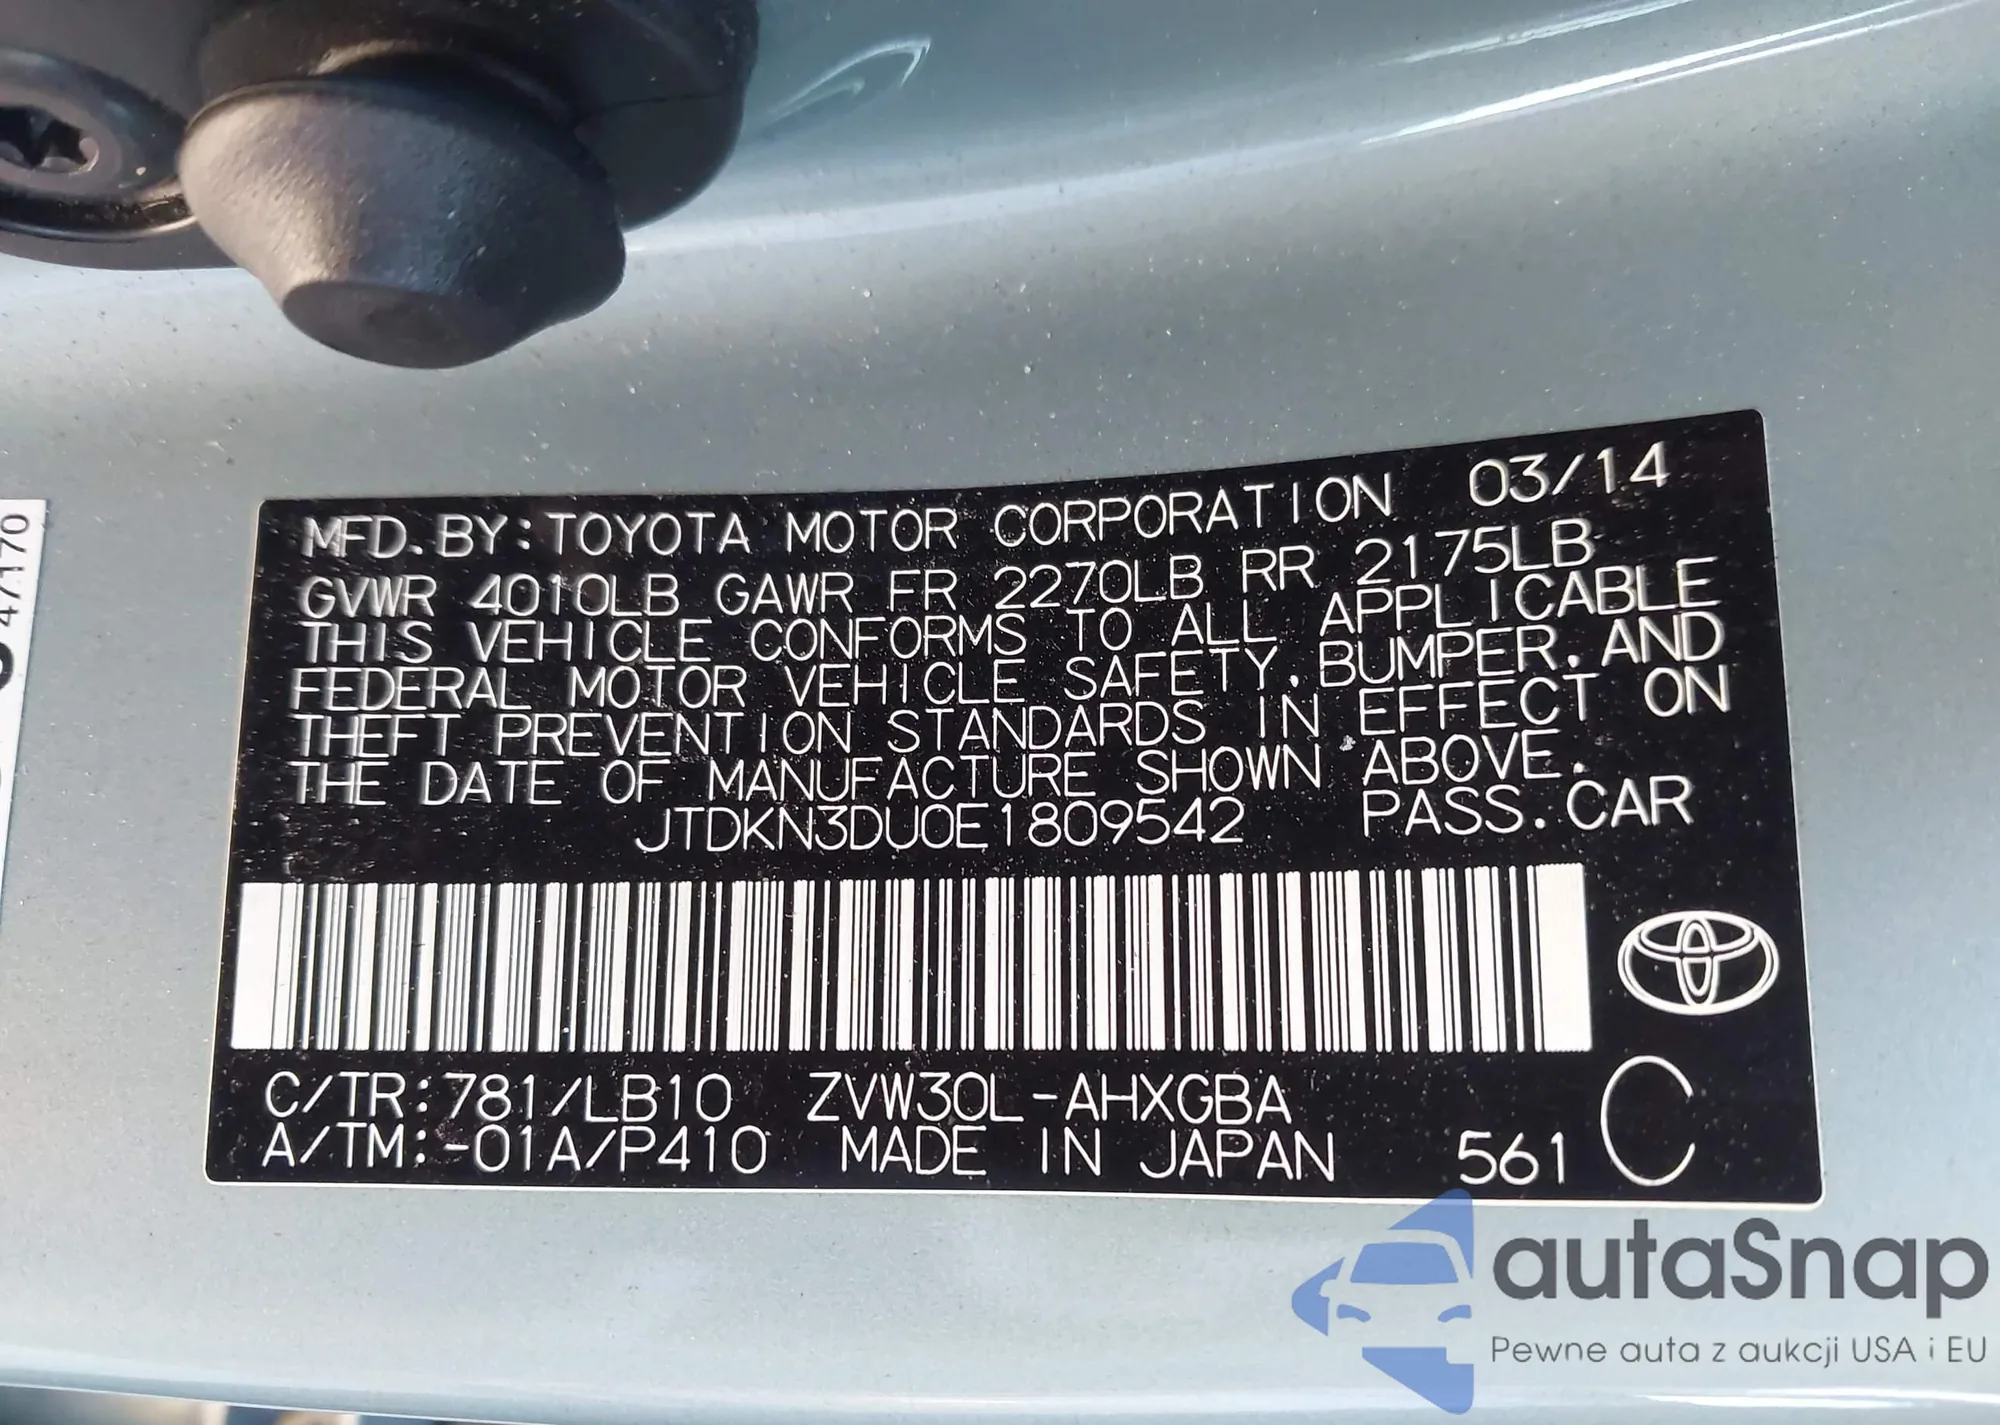 MFD. BY: TOYOTA MOTOR CORPORATION 03/14
GVWR 4010LB GAWR FR 2270LB RR 2175LB
THIS VEHICLE CONFORMS TO ALL APPLICABLE
FEDERAL MOTOR VEHICLE SAFETY, BUMPER, AND
THEFT PREVENTION STANDARDS IN EFFECT ON
THE DATE OF MANUFACTURE SHOWN ABOVE.
JTDKN3DU0E1809542 PASS. CAR
C/TR:781/LB10 ZVW30L-AHXGBA
A/TM:-01A/P410 MADE IN JAPAN 561 C
47170
autaSnap
Pewne auta z aukcji USA i EU